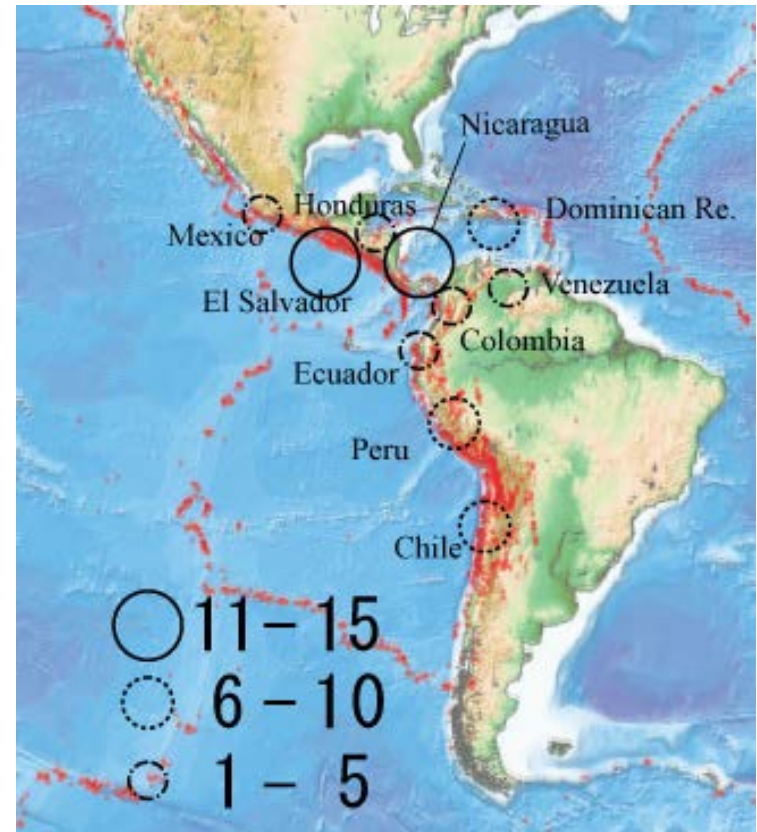 Nicaragua
Honduras
Dominican Re.
Mexico
El Salvador
Venezuela
Colombia
Ecuador
Peru
Chile
11 – 15
6 – 10
1 – 5